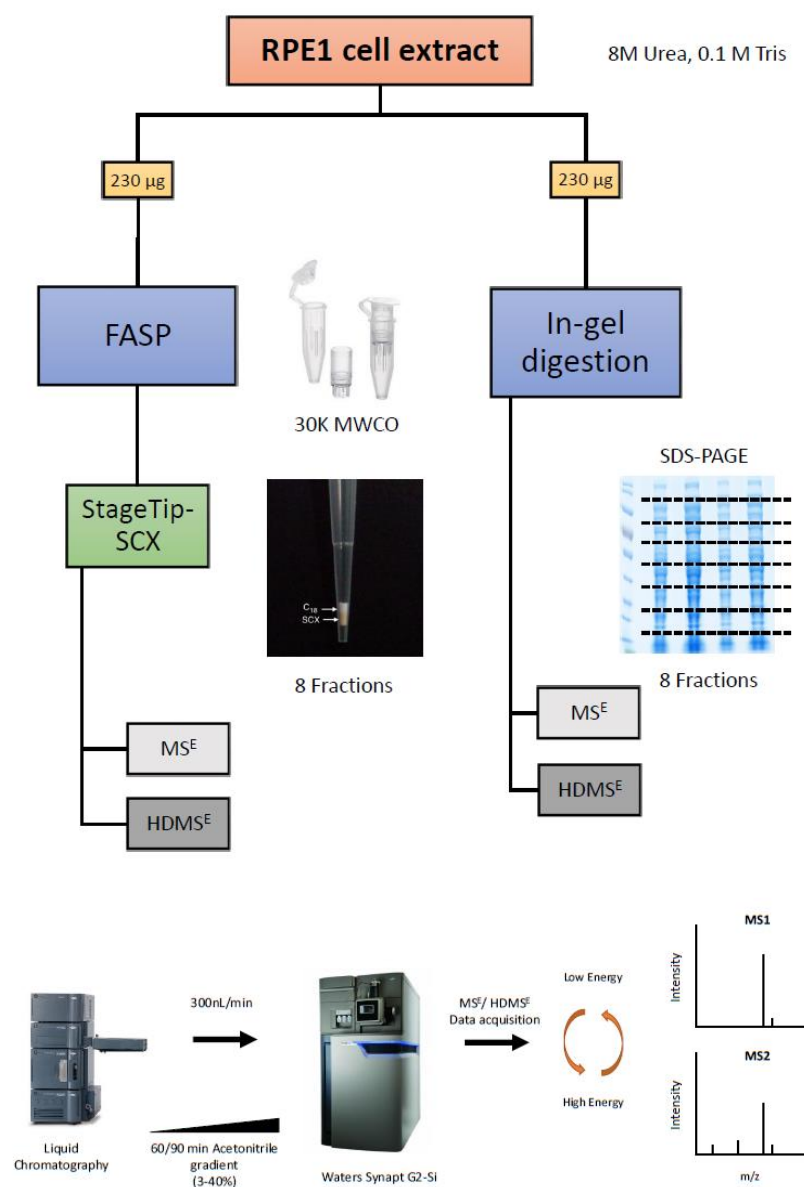 RPE1 cell extract
8M Urea, 0.1 M Tris
230 µg
230 µg
FASP
30K MWCO
In-gel
digestion
StageTip-
SCX
C18
SCX
8 Fractions
SDS-PAGE
8 Fractions
MSE
HDMSE
MSE
HDMSE
Liquid
Chromatography
300nL/min
60/90 min Acetonitrile
gradient
(3-40%)
Waters Synapt G2-Si
MSE/ HDMSE
Data acquisition
Low Energy
High Energy
MS1
Intensity
MS2
Intensity
m/z